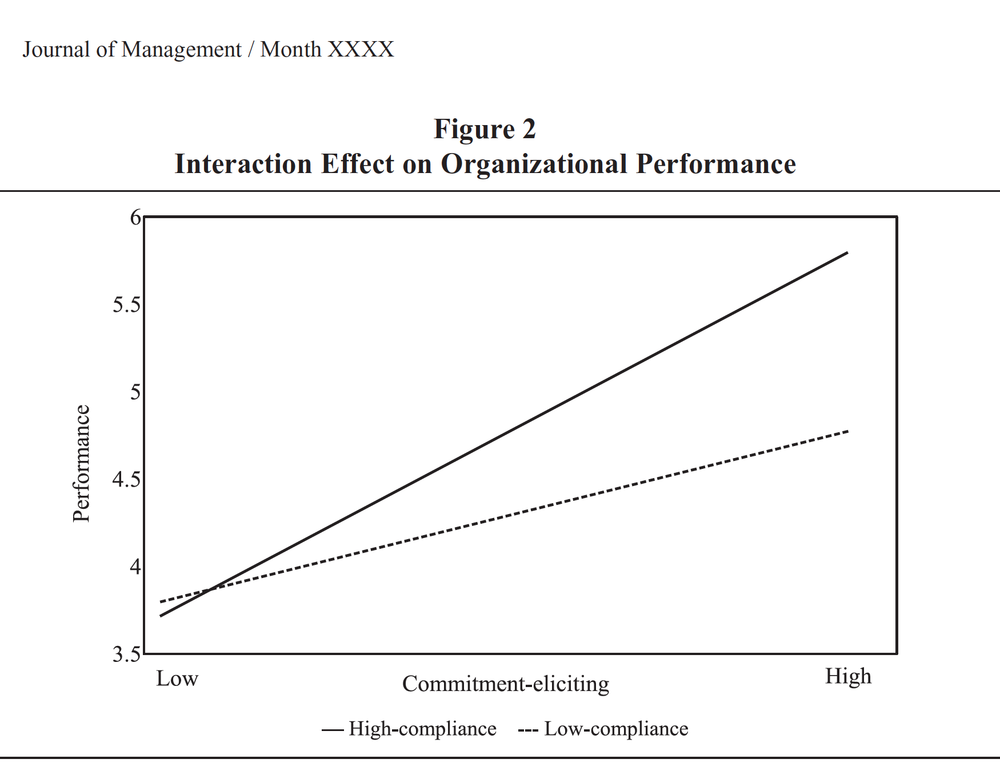 Journal of Management / Month XXXX
Figure 2
Interaction Effect on Organizational Performance
6
5.5
5
4.5
4
3.5
Performance
Low
Commitment-eliciting
High
High-compliance
Low-compliance